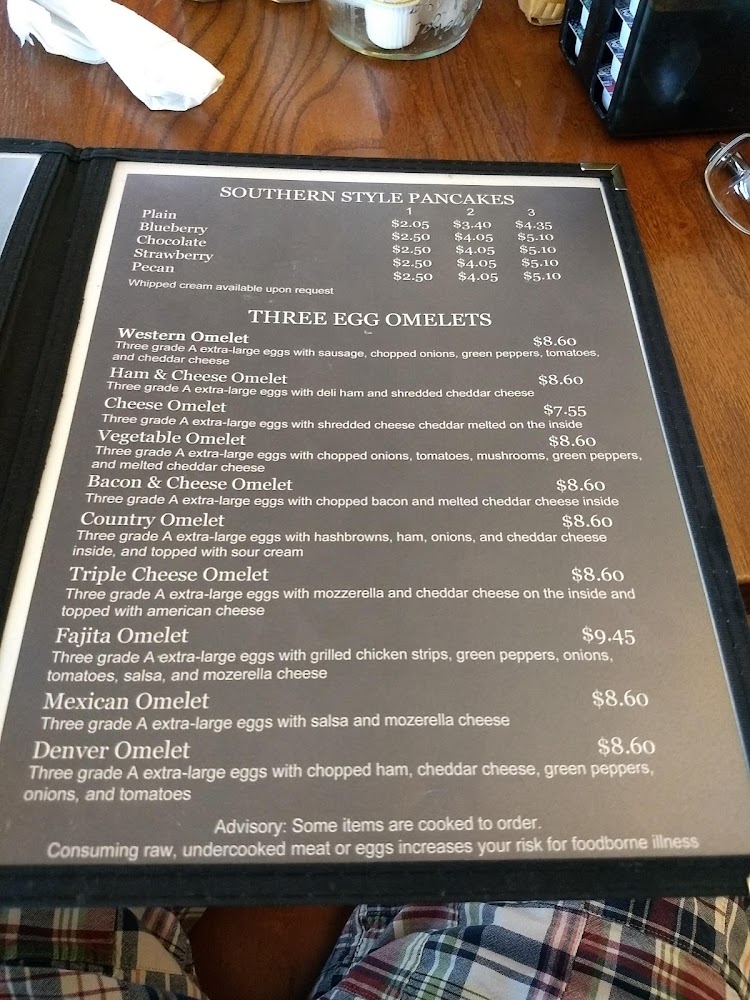 SOUTHERN STYLE PANCAKES
1 2 3
Plain $2.05 $3.40 $4.35
Blueberry $2.50 $4.05 $5.10
Chocolate $2.50 $4.05 $5.10
Strawberry $2.50 $4.05 $5.10
Pecan $2.50 $4.05 $5.10
Whipped cream available upon request
THREE EGG OMELETS
Western Omelet $8.60
Three grade A extra-large eggs with sausage, chopped onions, green peppers, tomatoes,
and cheddar cheese
Ham & Cheese Omelet $8.60
Three grade A extra-large eggs with deli ham and shredded cheddar cheese
Cheese Omelet $7.55
Three grade A extra-large eggs with shredded cheese cheddar melted on the inside
Vegetable Omelet $8.60
Three grade A extra-large eggs with chopped onions, tomatoes, mushrooms, green peppers,
and melted cheddar cheese
Bacon & Cheese Omelet $8.60
Three grade A extra-large eggs with chopped bacon and melted cheddar cheese inside
Country Omelet $8.60
Three grade A extra-large eggs with hashbrowns, ham, onions, and cheddar cheese
inside, and topped with sour cream
Triple Cheese Omelet $8.60
Three grade A extra-large eggs with mozzerella and cheddar cheese on the inside and
topped with american cheese
Fajita Omelet $9.45
Three grade A extra-large eggs with grilled chicken strips, green peppers, onions,
tomatoes, salsa, and mozerella cheese
Mexican Omelet $8.60
Three grade A extra-large eggs with salsa and mozerella cheese
Denver Omelet $8.60
Three grade A extra-large eggs with chopped ham, cheddar cheese, green peppers,
onions, and tomatoes
Advisory: Some items are cooked to order.
Consuming raw, undercooked meat or eggs increases your risk for foodborne illness